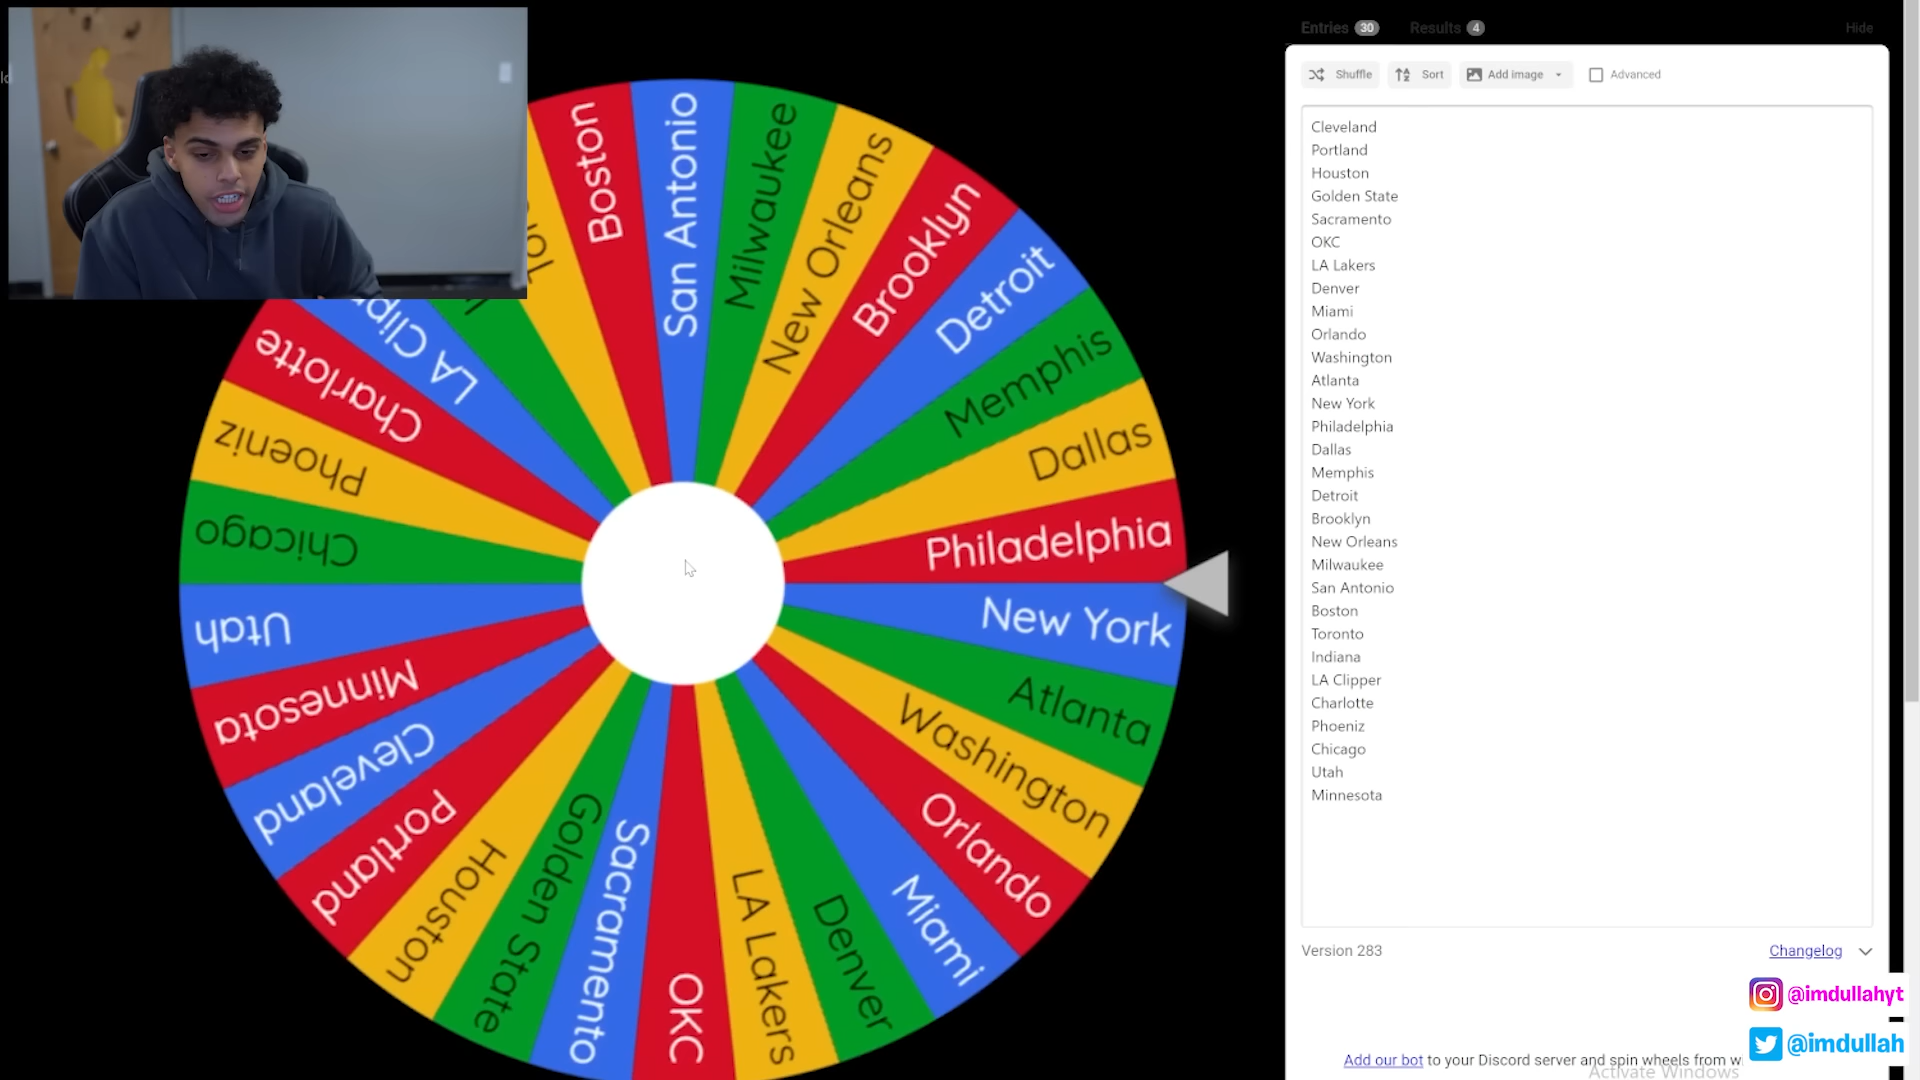 Entries 30 Results 4 Hide
Shuffle Sort Add image Advanced
Cleveland
Portland
Houston
Golden State
Sacramento
OKC
LA Lakers
Denver
Miami
Orlando
Washington
Atlanta
New York
Philadelphia
Dallas
Memphis
Detroit
Brooklyn
New Orleans
Milwaukee
San Antonio
Boston
Toronto
Indiana
LA Clipper
Charlotte
Phoeniz
Chicago
Utah
Minnesota
Version 283 Changelog
@imdullahyt
@imdullah
Add our bot to your Discord server and spin wheels from
Activate Windows
Boston
San Antonio
Milwaukee
New Orleans
Brooklyn
Detroit
Memphis
Dallas
Philadelphia
New York
Atlanta
Washington
Orlando
Miami
Denver
LA Lakers
OKC
Sacramento
Golden State
Houston
Portland
Cleveland
Minnesota
Utah
Chicago
Phoeniz
Charlotte
LA Clip